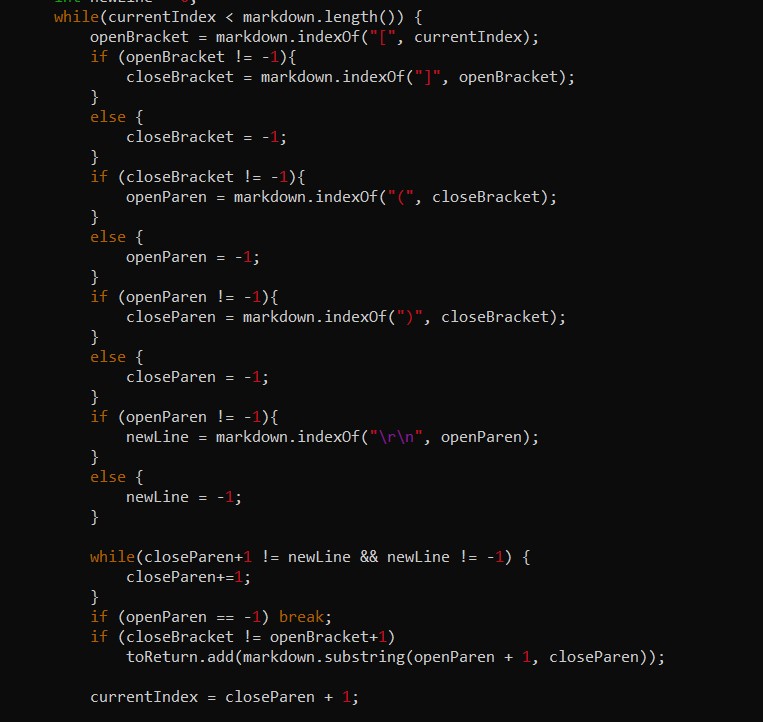 int newLine = 0;
while(currentIndex < markdown.length()) {
openBracket = markdown.indexOf("[", currentIndex);
if (openBracket != -1){
closeBracket = markdown.indexOf("]", openBracket);
}
else {
closeBracket = -1;
}
if (closeBracket != -1){
openParen = markdown.indexOf("(", closeBracket);
}
else {
openParen = -1;
}
if (openParen != -1){
closeParen = markdown.indexOf(")", closeBracket);
}
else {
closeParen = -1;
}
if (openParen != -1){
newLine = markdown.indexOf("\r\n", openParen);
}
else {
newLine = -1;
}
while(closeParen+1 != newLine && newLine != -1) {
closeParen+=1;
}
if (openParen == -1) break;
if (closeBracket != openBracket+1)
toReturn.add(markdown.substring(openParen + 1, closeParen));
currentIndex = closeParen + 1;